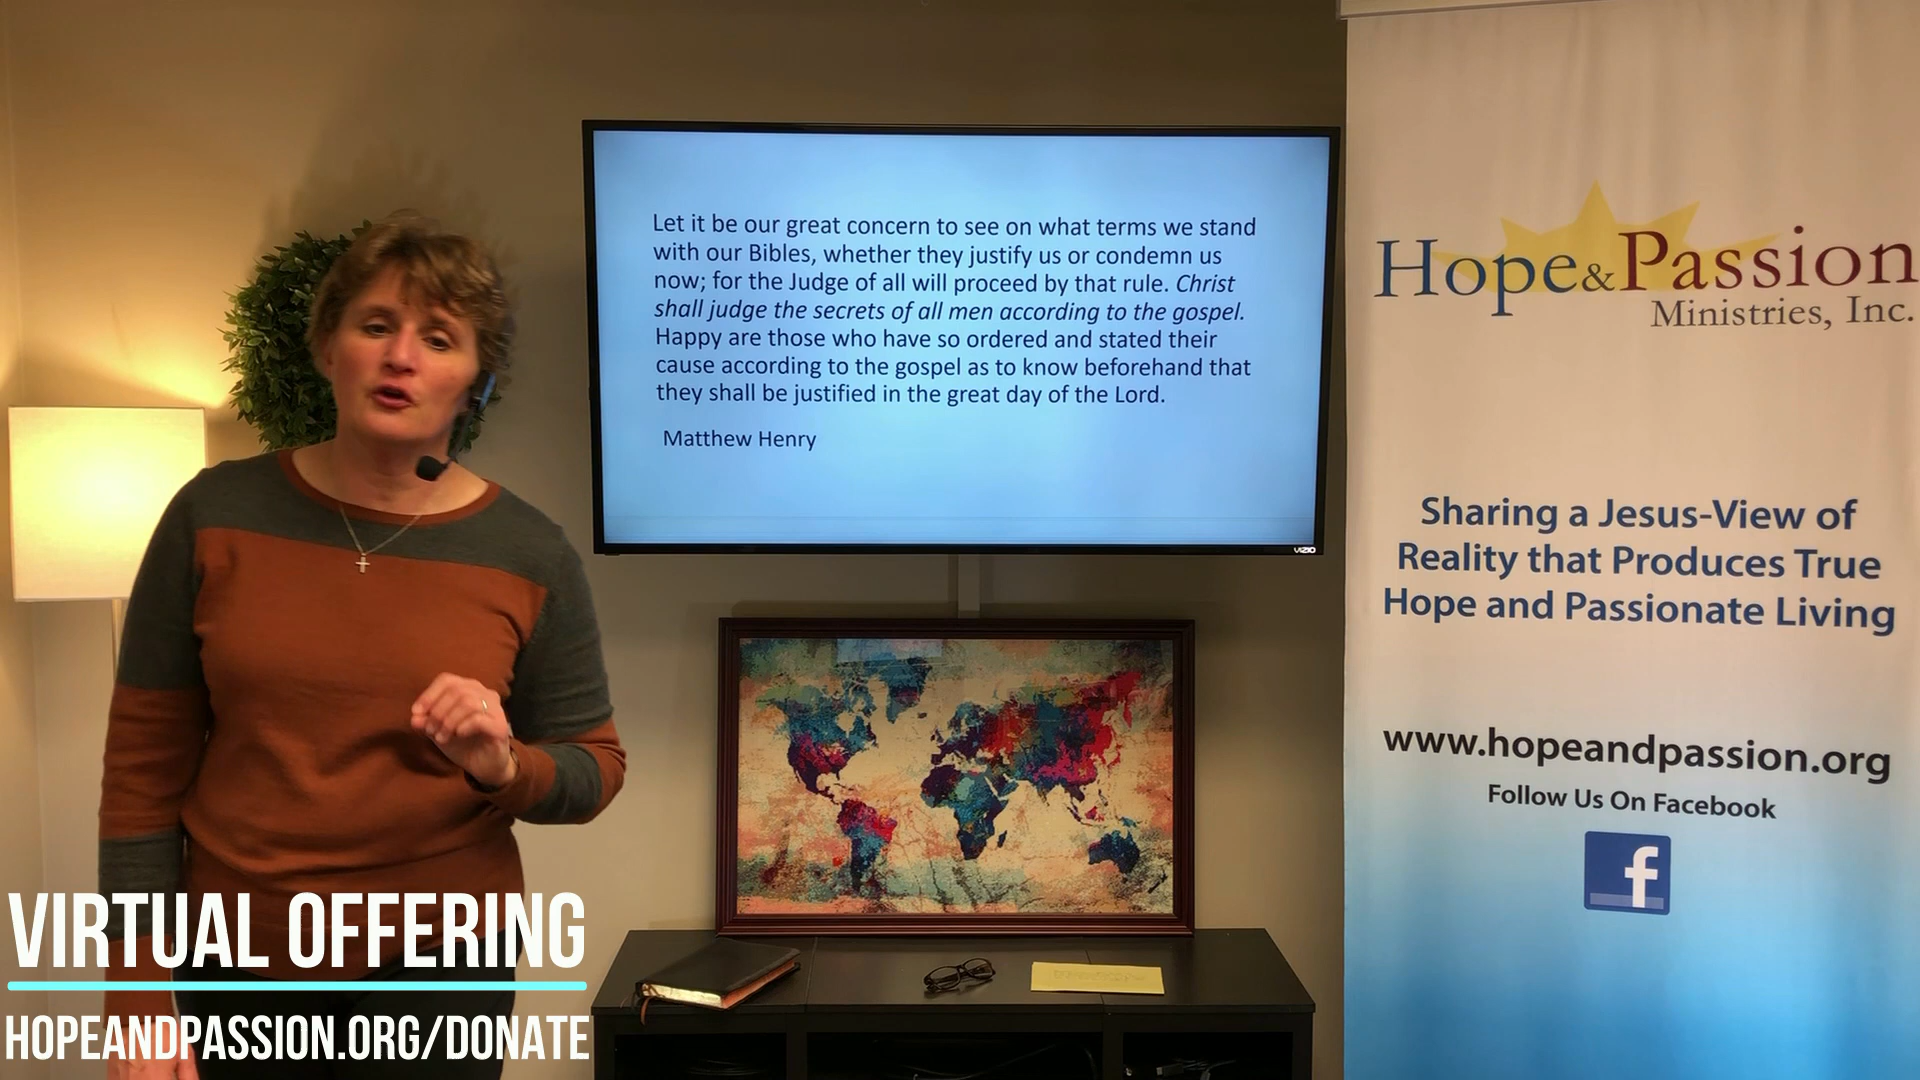 Let it be our great concern to see on what terms we stand
with our Bibles, whether they justify us or condemn us
now; for the Judge of all will proceed by that rule. Christ
shall judge the secrets of all men according to the gospel.
Happy are those who have so ordered and stated their
cause according to the gospel as to know beforehand that
they shall be justified in the great day of the Lord.
Matthew Henry
VIZIO
Hope&Passion
Ministries, Inc.
Sharing a Jesus-View of
Reality that Produces True
Hope and Passionate Living
www.hopeandpassion.org
Follow Us On Facebook
f
VIRTUAL OFFERING
HOPEANDPASSION.ORG/DONATE